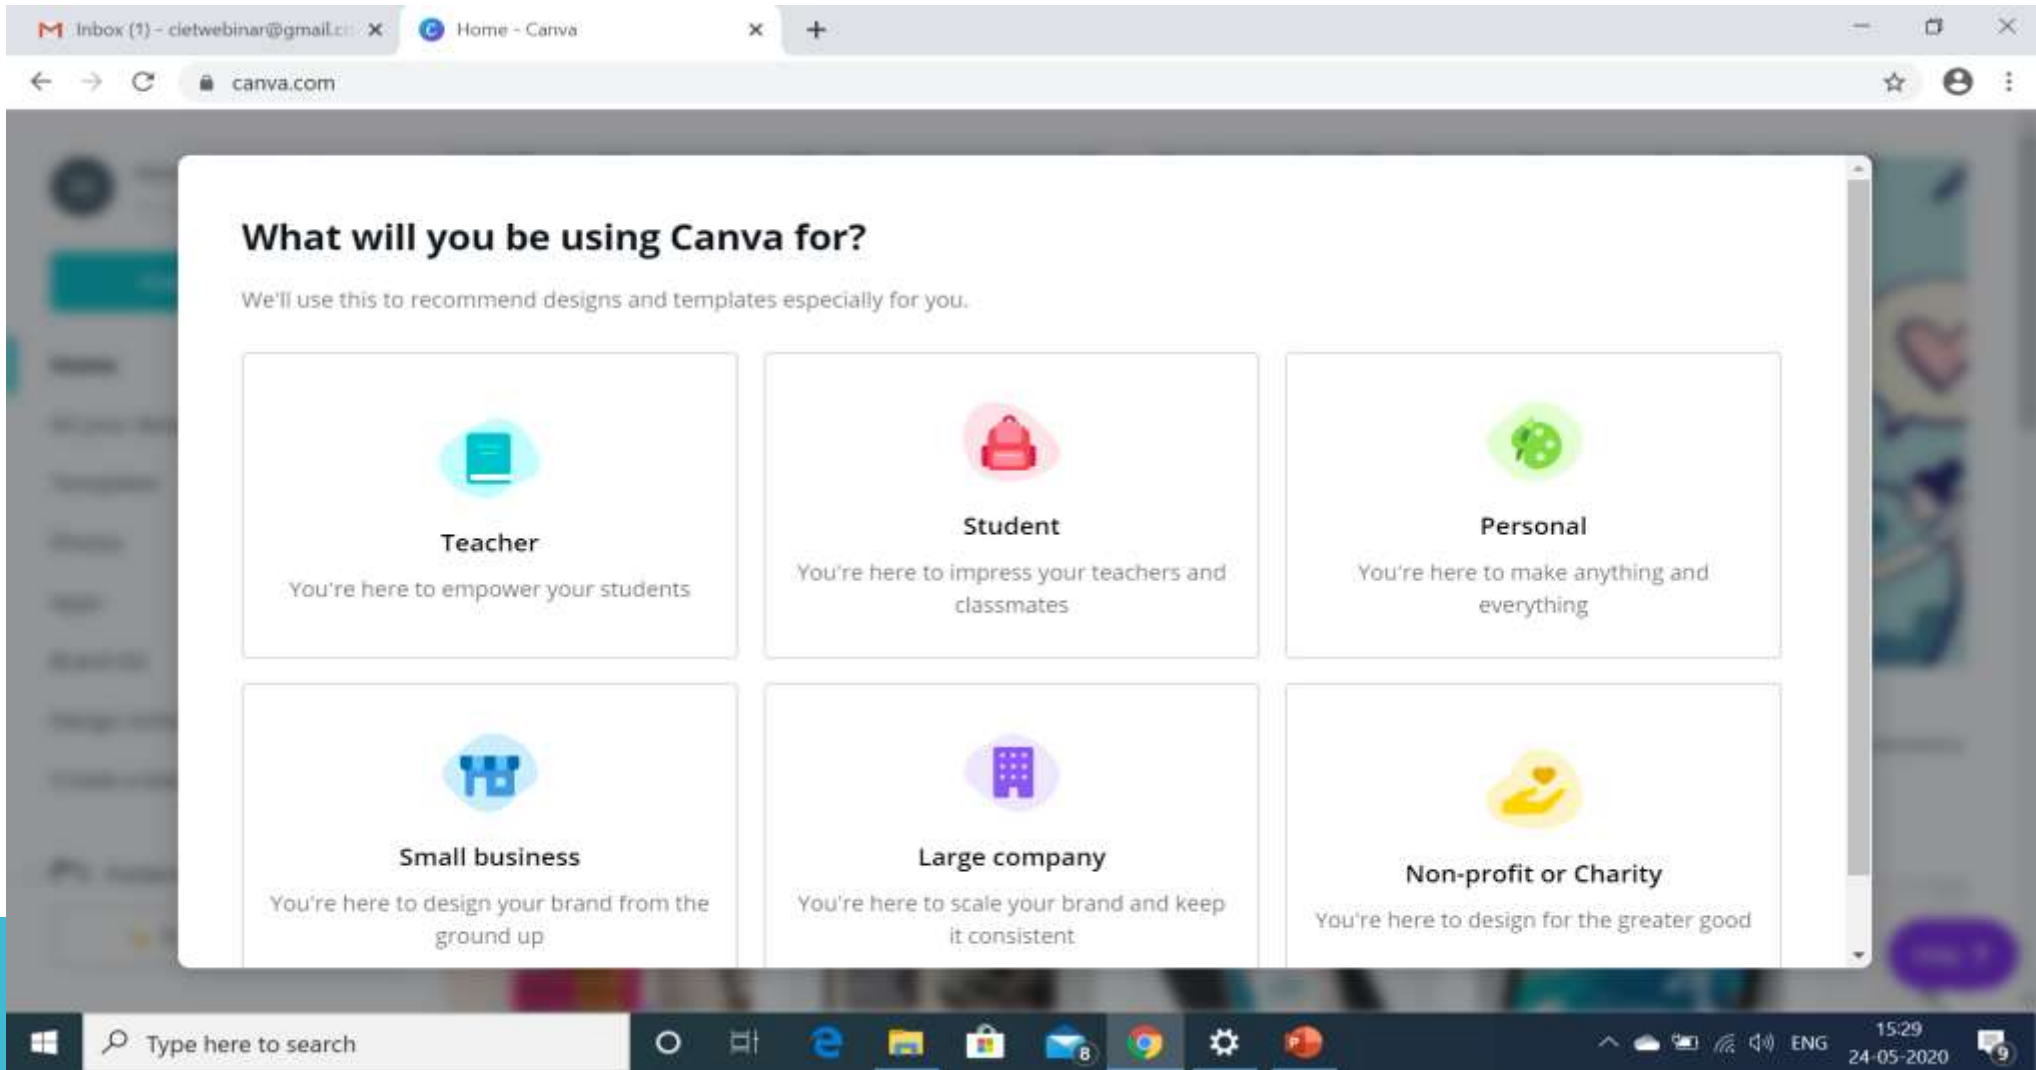 Inbox (1) - cietwebinar@gmail.c
Home - Canva
canva.com
What will you be using Canva for?
We'll use this to recommend designs and templates especially for you.
Teacher
You're here to empower your students
Student
You're here to impress your teachers and
classmates
Personal
You're here to make anything and
everything
Small business
You're here to design your brand from the
ground up
Large company
You're here to scale your brand and keep
it consistent
Non-profit or Charity
You're here to design for the greater good
Home
Templates
Type here to search
8
ENG
15:29
24-05-2020
9